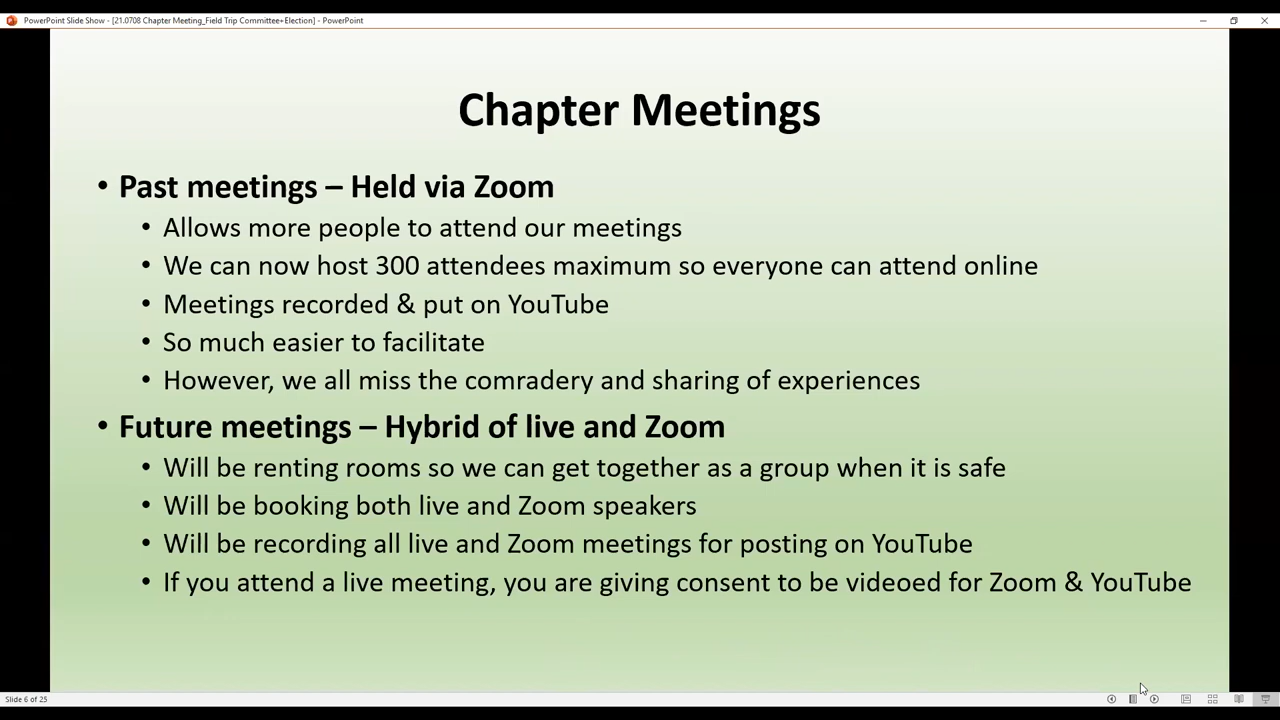 PowerPoint Slide Show - [21.0708 Chapter Meeting_Field Trip Committee+Election] - PowerPoint
Chapter Meetings
• Past meetings – Held via Zoom
• Allows more people to attend our meetings
• We can now host 300 attendees maximum so everyone can attend online
• Meetings recorded & put on YouTube
• So much easier to facilitate
• However, we all miss the comradery and sharing of experiences
• Future meetings – Hybrid of live and Zoom
• Will be renting rooms so we can get together as a group when it is safe
• Will be booking both live and Zoom speakers
• Will be recording all live and Zoom meetings for posting on YouTube
• If you attend a live meeting, you are giving consent to be videoed for Zoom & YouTube
Slide 6 of 25